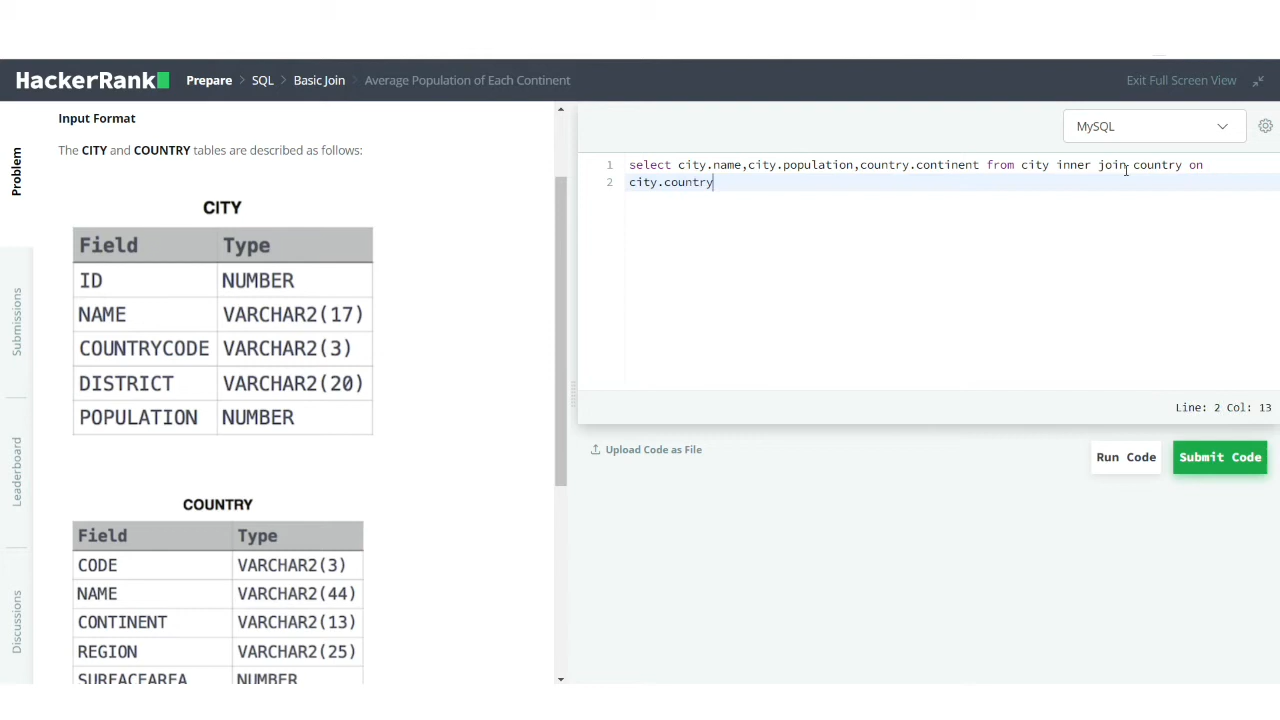 HackerRank
Prepare > SQL > Basic Join > Average Population of Each Continent
Exit Full Screen View
Problem
Submissions
Leaderboard
Discussions
Input Format
The CITY and COUNTRY tables are described as follows:
CITY
Field Type
ID NUMBER
NAME VARCHAR2(17)
COUNTRYCODE VARCHAR2(3)
DISTRICT VARCHAR2(20)
POPULATION NUMBER
COUNTRY
Field Type
CODE VARCHAR2(3)
NAME VARCHAR2(44)
CONTINENT VARCHAR2(13)
REGION VARCHAR2(25)
SURFACEAREA NUMBER
MySQL
1 select city.name,city.population,country.continent from city inner join country on
2 city.country
Line: 2 Col: 13
Upload Code as File
Run Code
Submit Code